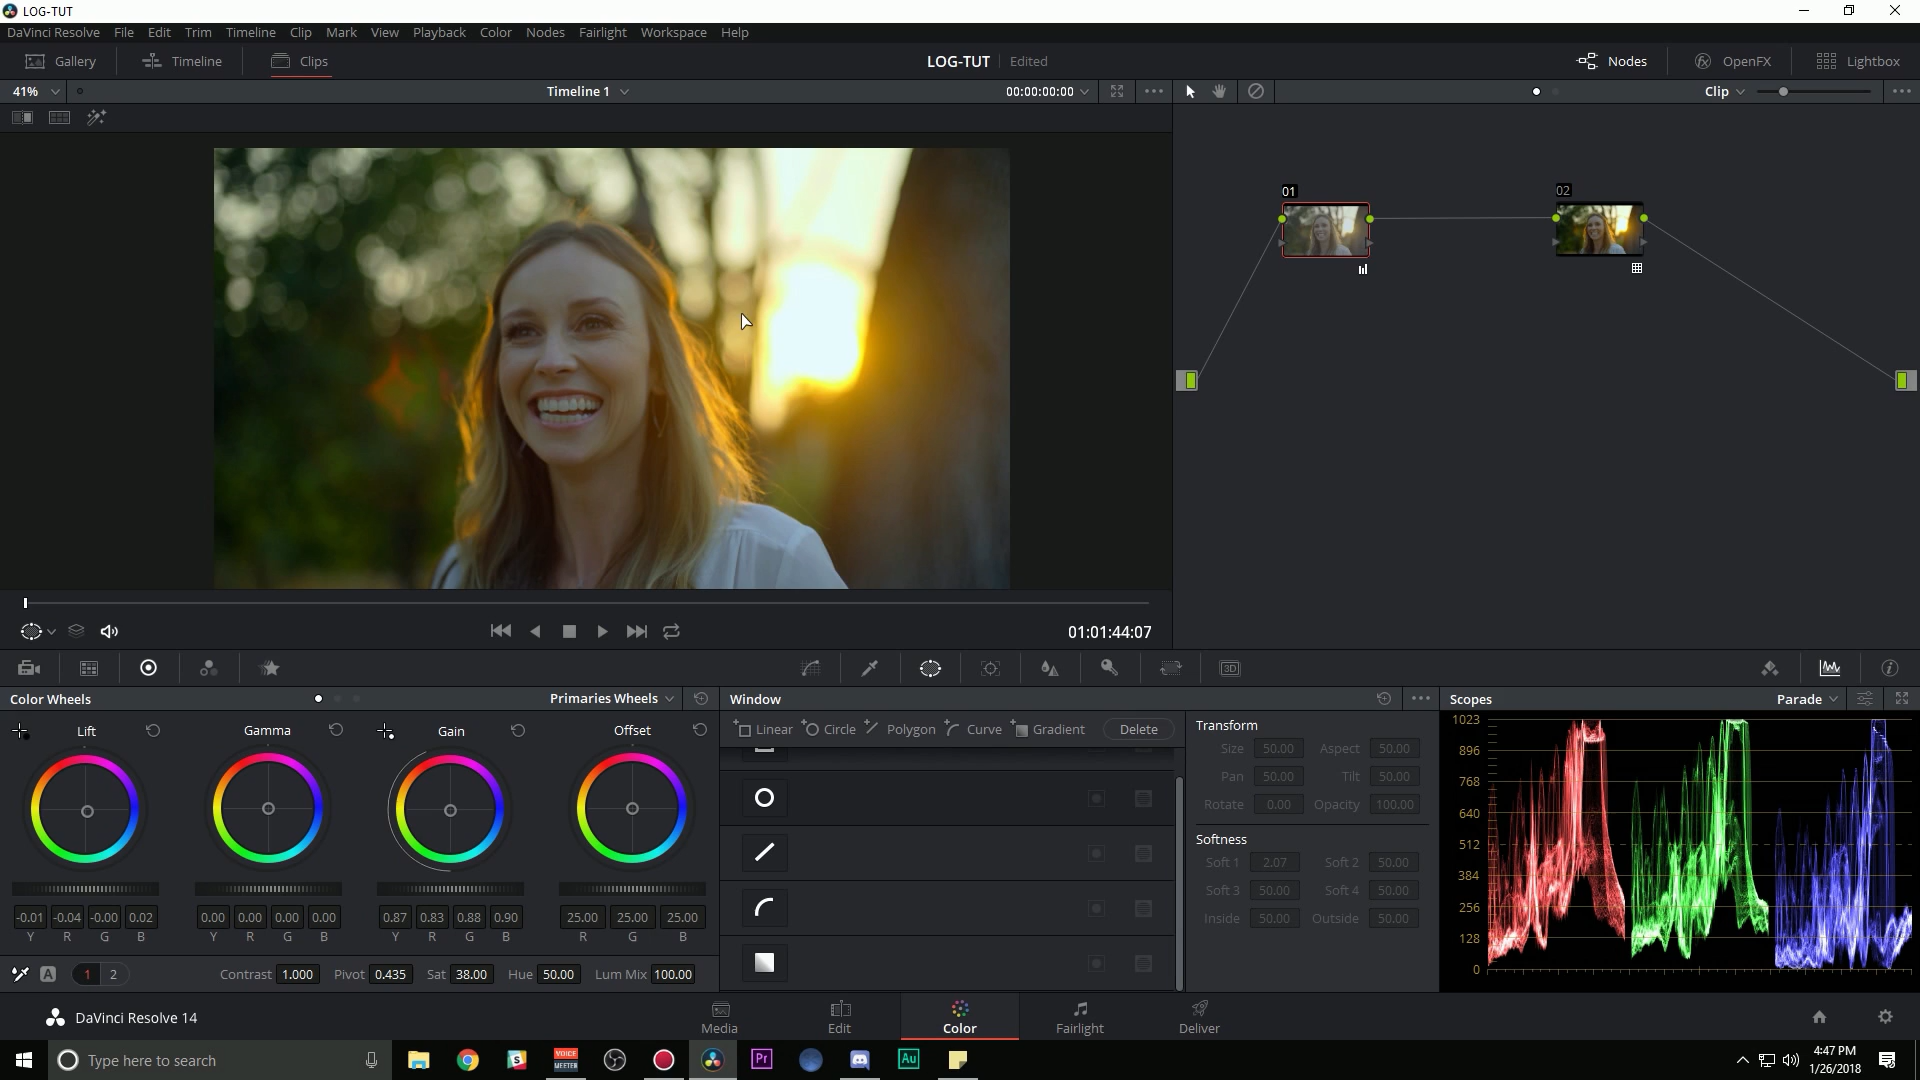 LOG-TUT
DaVinci Resolve File Edit Trim Timeline Clip Mark View Playback Color Nodes Fairlight Workspace Help
Gallery Timeline Clips LOG-TUT Edited Nodes OpenFX Lightbox
41% Timeline 1 00:00:00:00 Clip
01 02
01:01:44:07
Color Wheels Primaries Wheels Window Scopes Parade
Lift Gamma Gain Offset
Linear Circle Polygon Curve Gradient Delete
Transform
Size 50.00 Aspect 50.00
Pan 50.00 Tilt 50.00
Rotate 0.00 Opacity 100.00
Softness
Soft 1 2.07 Soft 2 50.00
Soft 3 50.00 Soft 4 50.00
Inside 50.00 Outside 50.00
1023
896
768
640
512
384
256
128
0
-0.01 -0.04 -0.00 0.02 0.00 0.00 0.00 0.00 0.87 0.83 0.88 0.90 25.00 25.00 25.00
Y R G B Y R G B Y R G B R G B
A 1 2 Contrast 1.000 Pivot 0.435 Sat 38.00 Hue 50.00 Lum Mix 100.00
3D
DaVinci Resolve 14 Media Edit Color Fairlight Deliver
Type here to search
VOICE
MEETER
S Pr Au
4:47 PM
1/26/2018